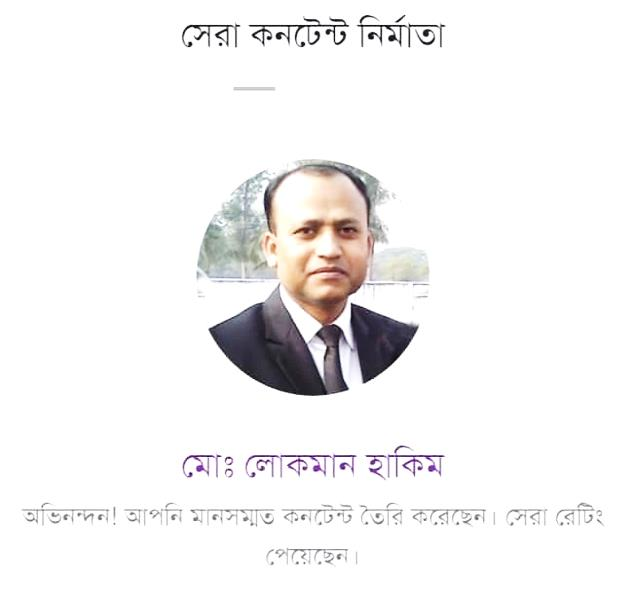 সেরা কনটেন্ট নির্মাতা
মোঃ লোকমান হাকিম
অভিনন্দন! আপনি মানসম্মত কনটেন্ট তৈরি করেছেন। সেরা রেটিং
পেয়েছেন।